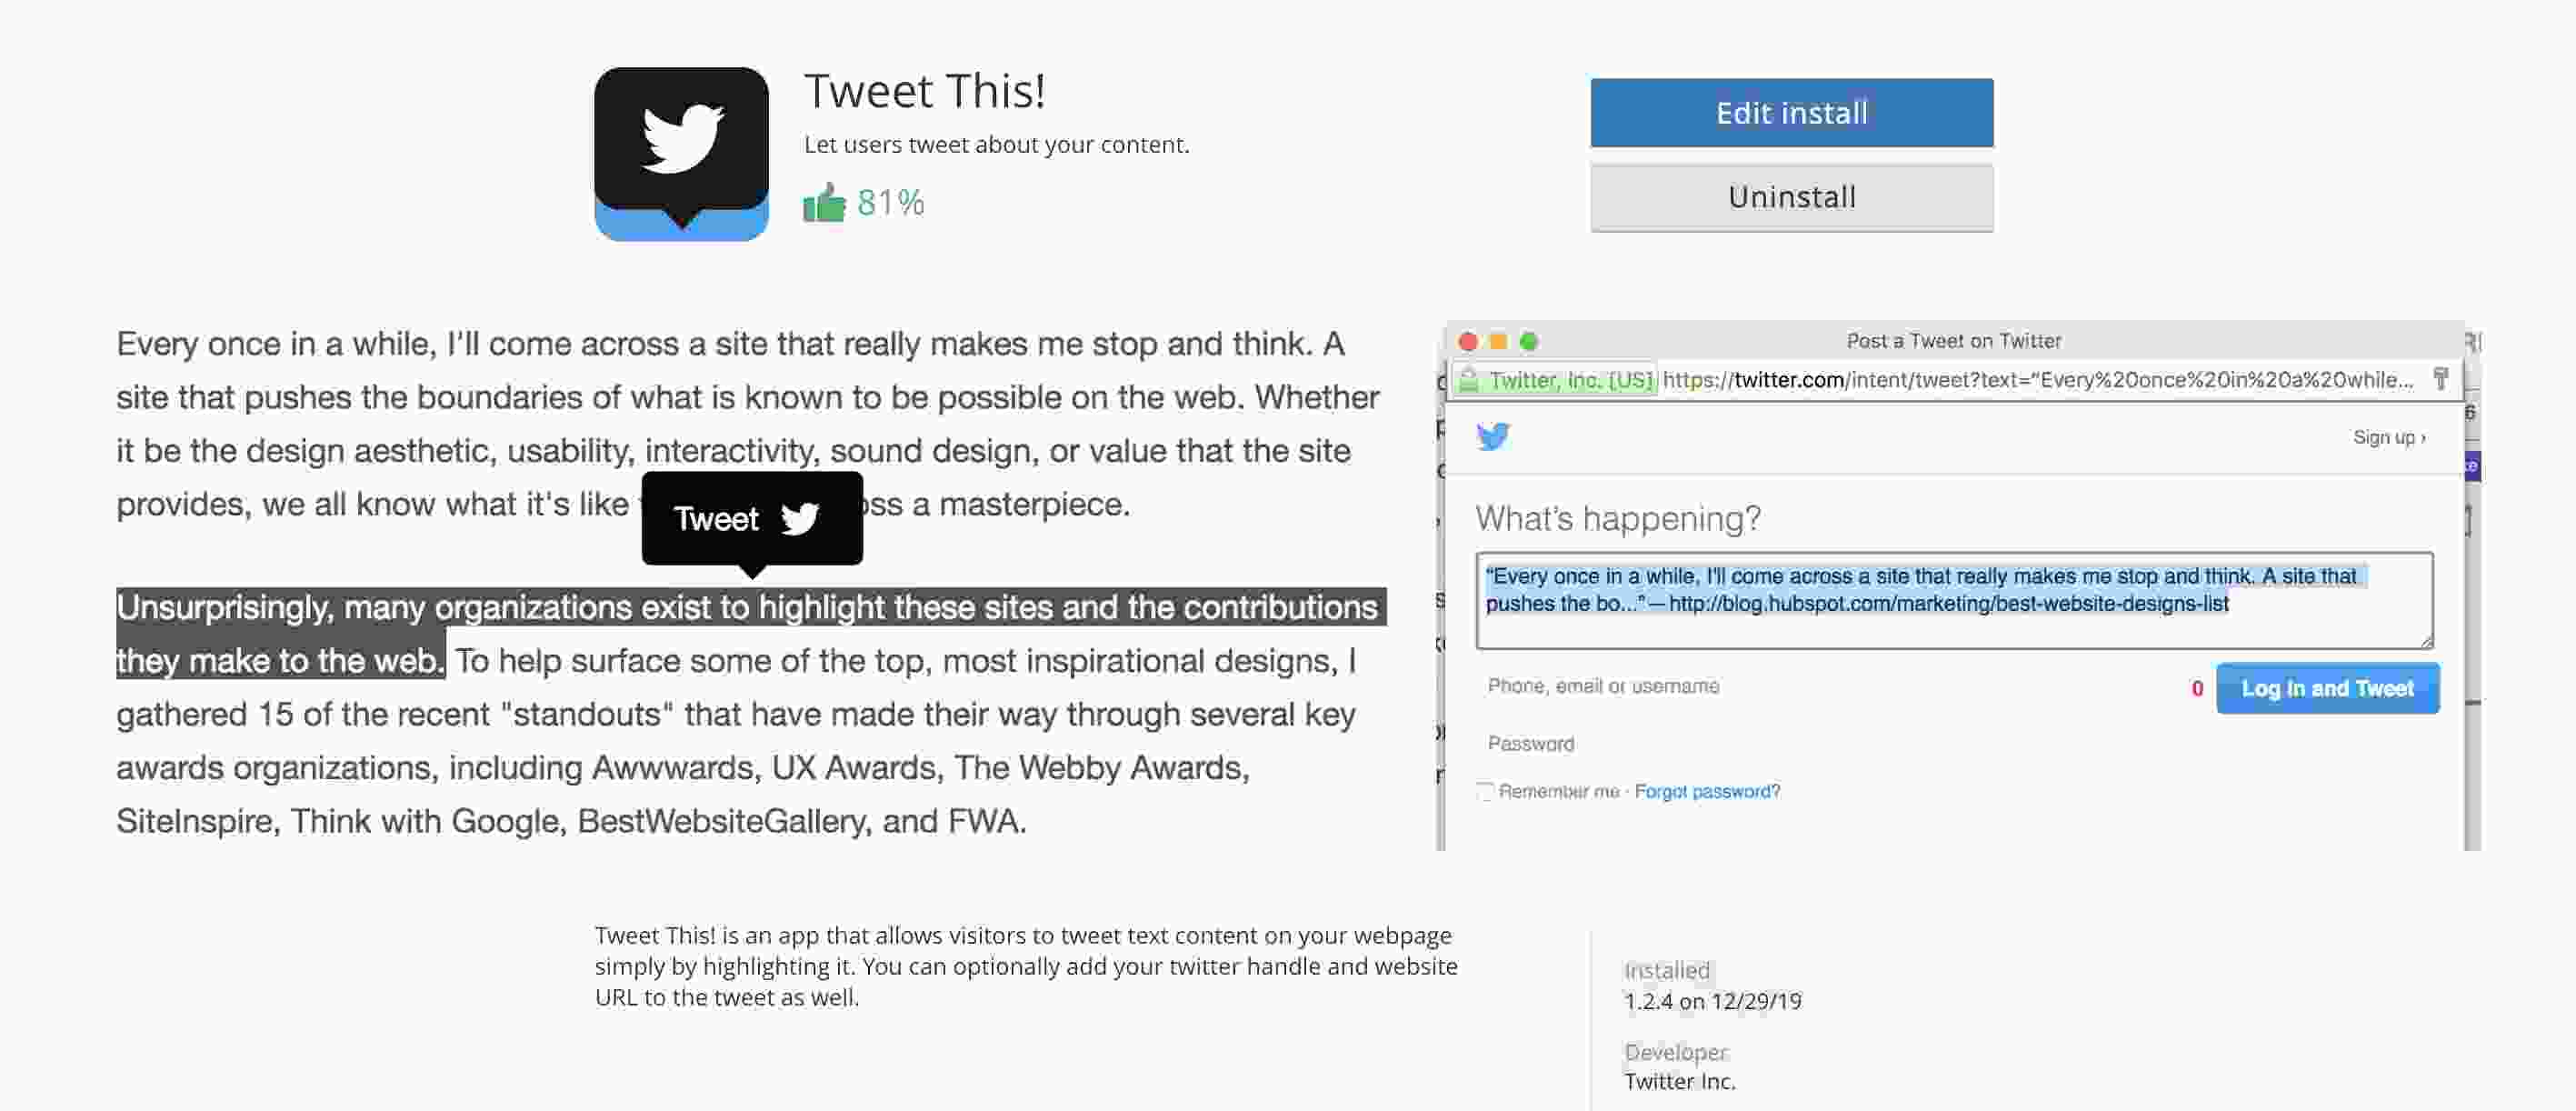 Tweet This!
Let users tweet about your content.
81%
Edit install
Uninstall
Every once in a while, I'll come across a site that really makes me stop and think. A
site that pushes the boundaries of what is known to be possible on the web. Whether
it be the design aesthetic, usability, interactivity, sound design, or value that the site
provides, we all know what it's like oss a masterpiece.
Tweet
Unsurprisingly, many organizations exist to highlight these sites and the contributions
they make to the web. To help surface some of the top, most inspirational designs, I
gathered 15 of the recent "standouts" that have made their way through several key
awards organizations, including Awwwards, UX Awards, The Webby Awards,
SiteInspire, Think with Google, BestWebsiteGallery, and FWA.
Post a Tweet on Twitter
Twitter, Inc. [US] https://twitter.com/intent/tweet?text="Every%20once%20in%20a%20while...
Sign up ›
What's happening?
“Every once in a while, I'll come across a site that really makes me stop and think. A site that
pushes the bo...” — http://blog.hubspot.com/marketing/best-website-designs-list
Phone, email or username
0 Log in and Tweet
Password
Remember me · Forgot password?
Tweet This! is an app that allows visitors to tweet text content on your webpage
simply by highlighting it. You can optionally add your twitter handle and website
URL to the tweet as well.
Installed
1.2.4 on 12/29/19
Developer
Twitter Inc.